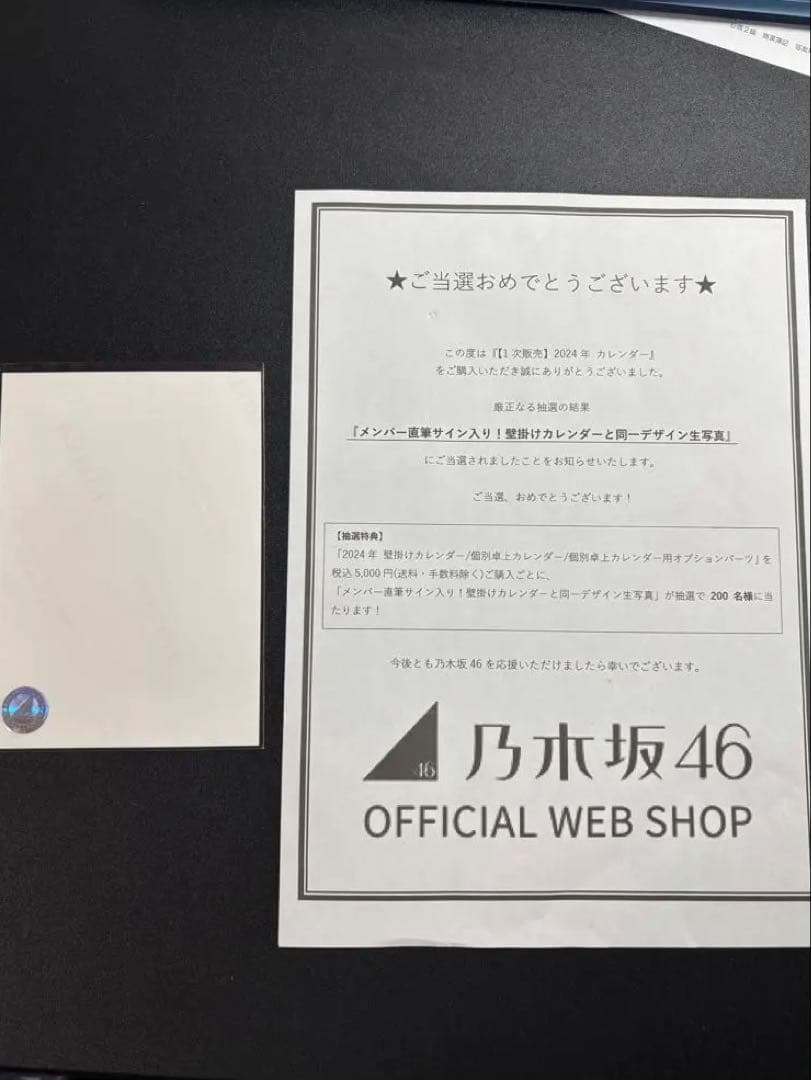 ★ご当選おめでとうございます★
この度は『【1次販売】2024年 カレンダー』
をご購入いただき誠にありがとうございました。
厳正なる抽選の結果
『メンバー直筆サイン入り！壁掛けカレンダーと同一デザイン生写真』
にご当選されましたことをお知らせいたします。
ご当選、おめでとうございます！
【抽選特典】
「2024年 壁掛けカレンダー/個別卓上カレンダー/個別卓上カレンダー用オプションパーツ」を
税込5,000円(送料・手数料除く)ご購入ごとに、
「メンバー直筆サイン入り！壁掛けカレンダーと同一デザイン生写真」が抽選で 200 名様に当
たります！
今後とも乃木坂46を応援いただけましたら幸いでございます。
46
乃木坂46
OFFICIAL WEB SHOP